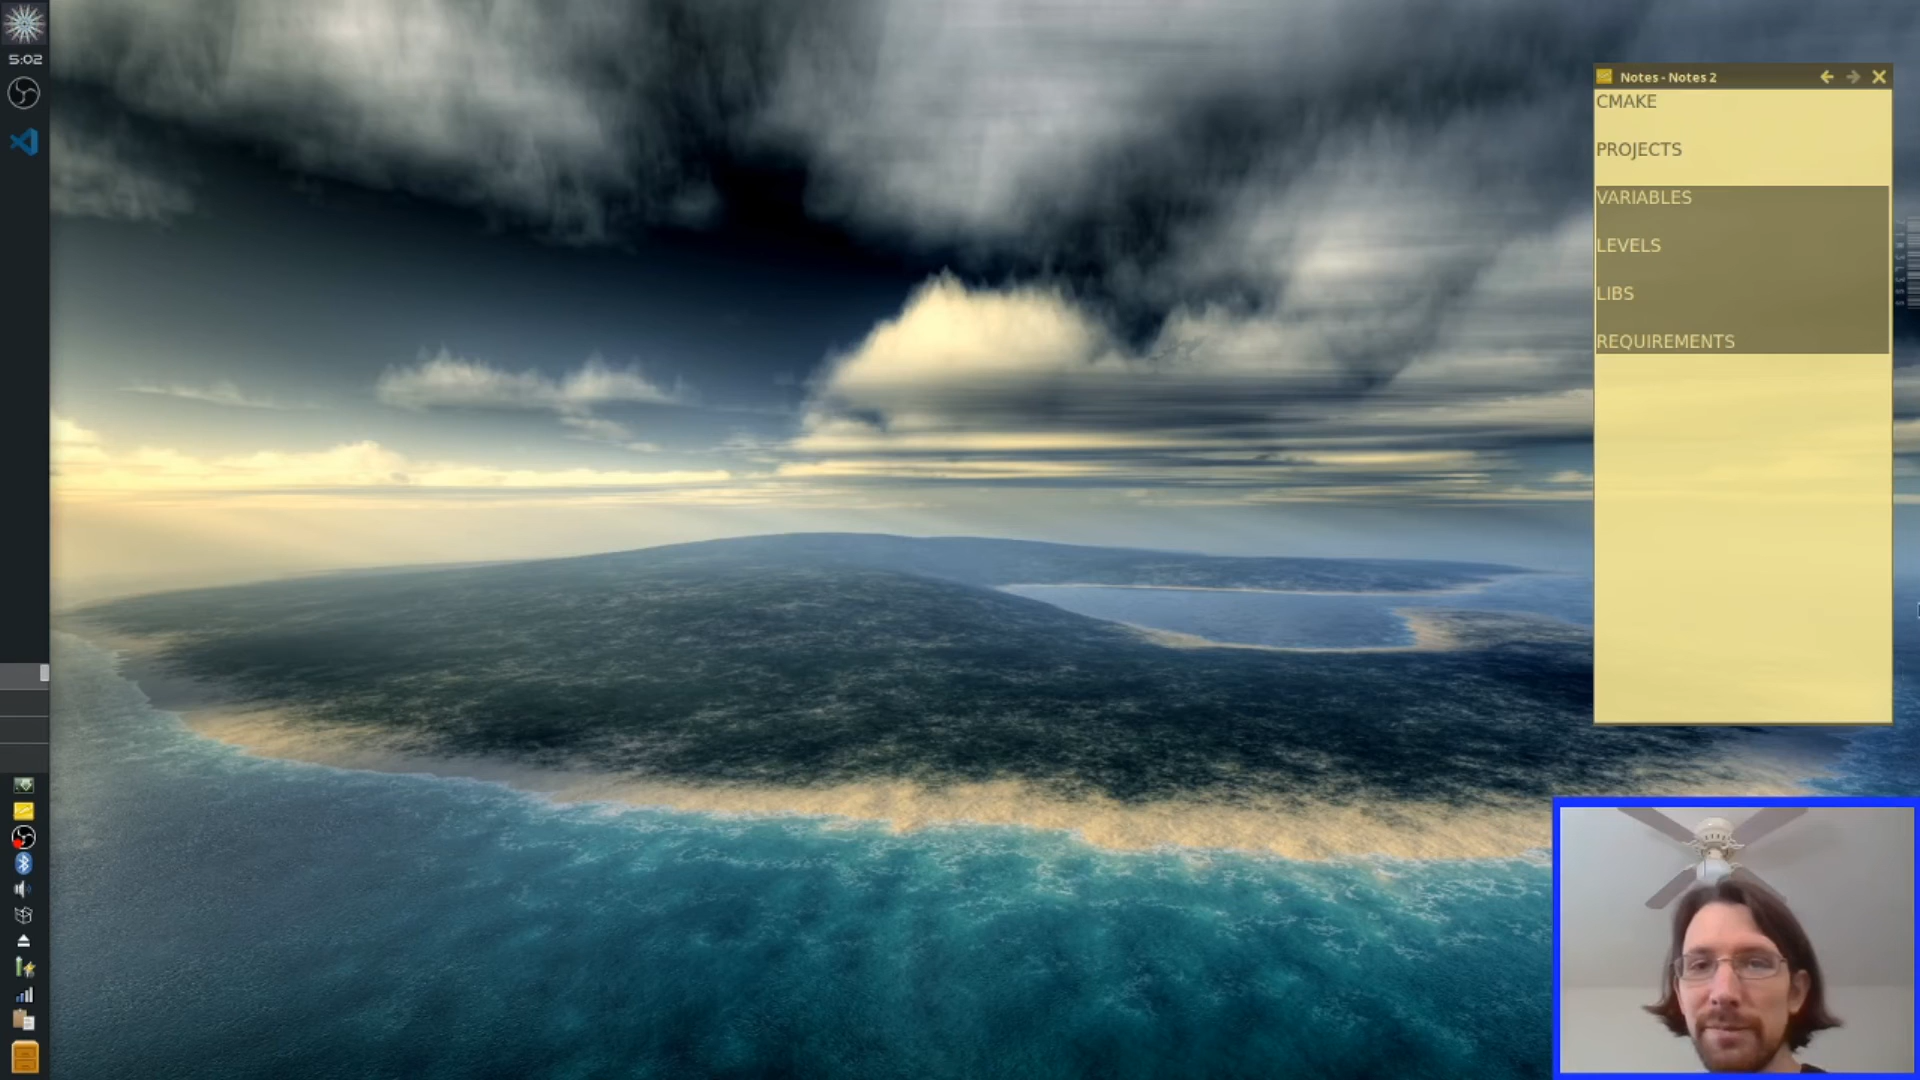 5:02
Notes - Notes 2
CMAKE
PROJECTS
VARIABLES
LEVELS
LIBS
REQUIREMENTS